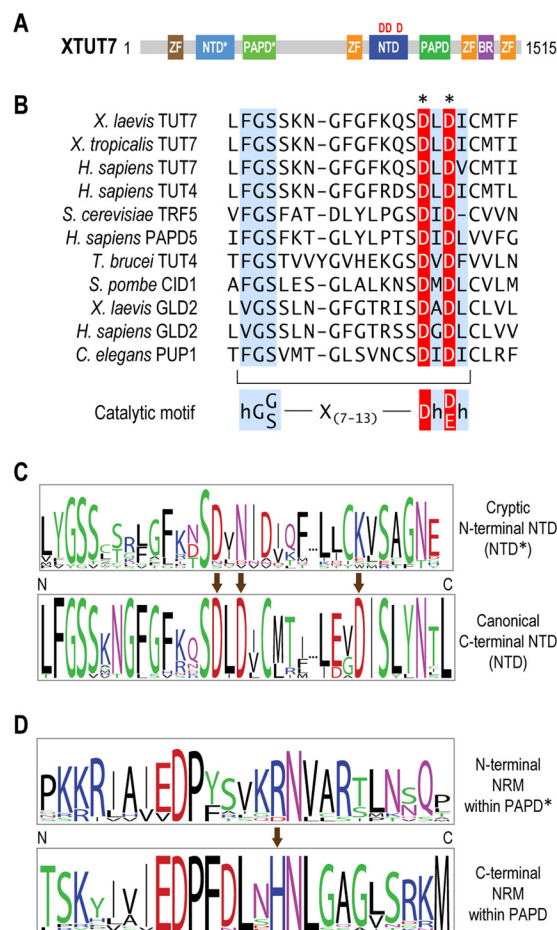 A
DD D
XTUT7 1 ZF NTD* PAPD* ZF NTD PAPD ZF BR ZF 1515
B
* *
X. laevis TUT7 LFGSSKN-GFGFKQSDLDICMTF
X. tropicalis TUT7 LFGSSKN-GFGFKQSDLDICMTI
H. sapiens TUT7 LFGSSKN-GFGFKQSDLDVCMTI
H. sapiens TUT4 LFGSSKN-GFGFRDSDLDICMTL
S. cerevisiae TRF5 VFGSFAT-DLYLPGSDID-CVVN
H. sapiens PAPD5 IFGSFKT-GLYLPTSDIDLVVFG
T. brucei TUT4 TFGSTVVYGVHEKGSDVDFVVLN
S. pombe CID1 AFGSLES-GLALKNSDMDLCVLM
X. laevis GLD2 LVGSSLN-GFGTRISDADLCLVL
H. sapiens GLD2 LVGSSLN-GFGTRSSDGDLCLVV
C. elegans PUP1 TFGSVMT-GLSVNCSDIDICLRF
Catalytic motif hG G S X(7-13) D h D E h
C
Cryptic
N-terminal NTD
(NTD*)
N C
Canonical
C-terminal NTD
(NTD)
D
N-terminal
NRM
within PAPD*
N C
C-terminal
NRM
within PAPD